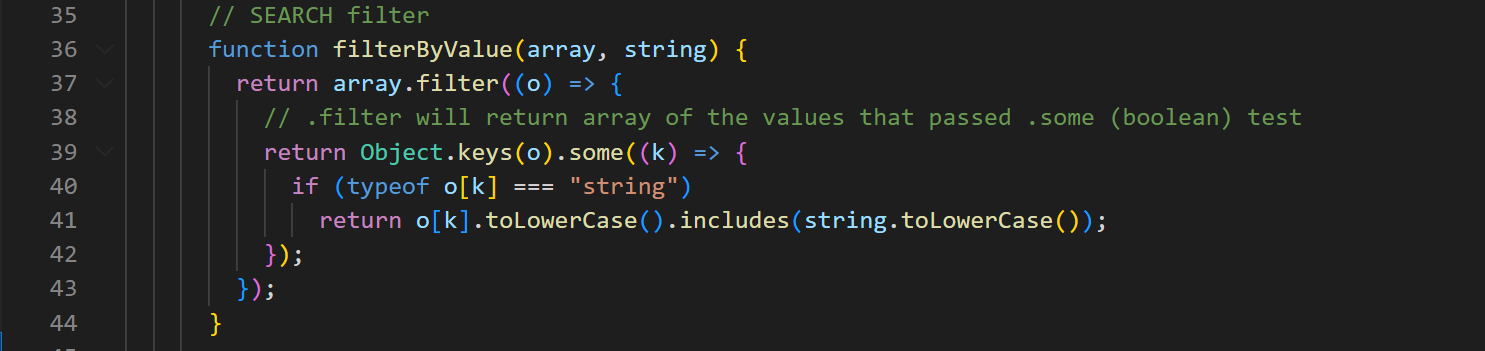 35 // SEARCH filter
36 function filterByValue(array, string) {
37 return array.filter((o) => {
38 // .filter will return array of the values that passed .some (boolean) test
39 return Object.keys(o).some((k) => {
40 if (typeof o[k] === "string")
41 return o[k].toLowerCase().includes(string.toLowerCase());
42 });
43 });
44 }